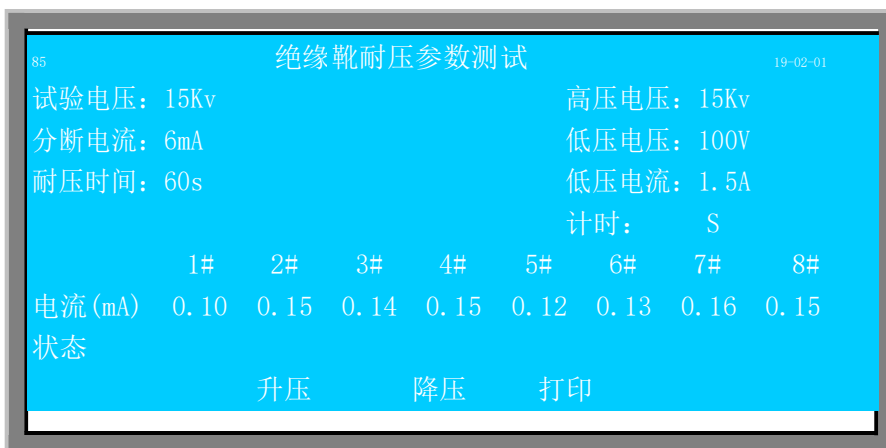 85 绝缘靴耐压参数测试 19-02-01
试验电压：15Kv 高压电压：15Kv
分断电流：6mA 低压电压：100V
耐压时间：60s 低压电流：1.5A
计时： S
1# 2# 3# 4# 5# 6# 7# 8#
电流(mA) 0.10 0.15 0.14 0.15 0.12 0.13 0.16 0.15
状态
升压 降压 打印